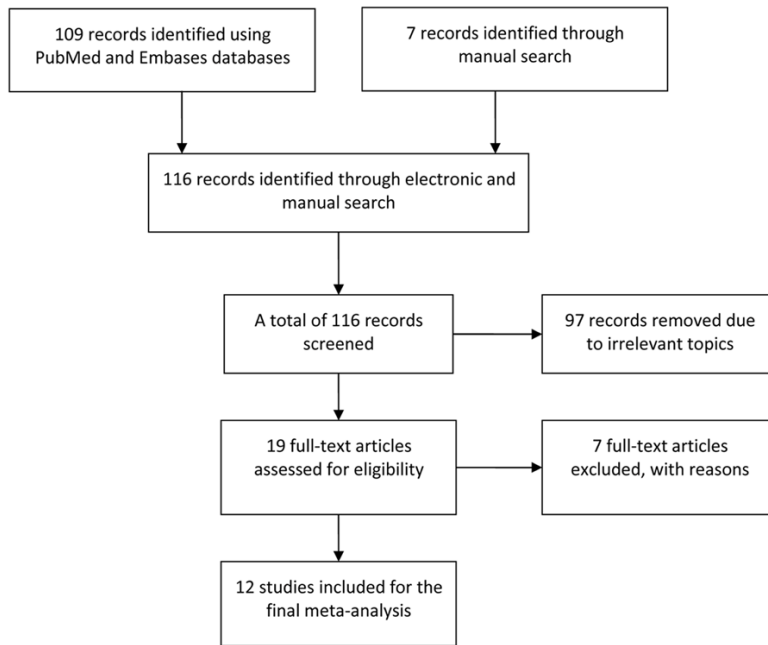 109 records identified using
PubMed and Embases databases
7 records identified through
manual search
116 records identified through electronic and
manual search
A total of 116 records
screened
97 records removed due
to irrelevant topics
19 full-text articles
assessed for eligibility
7 full-text articles
excluded, with reasons
12 studies included for the
final meta-analysis